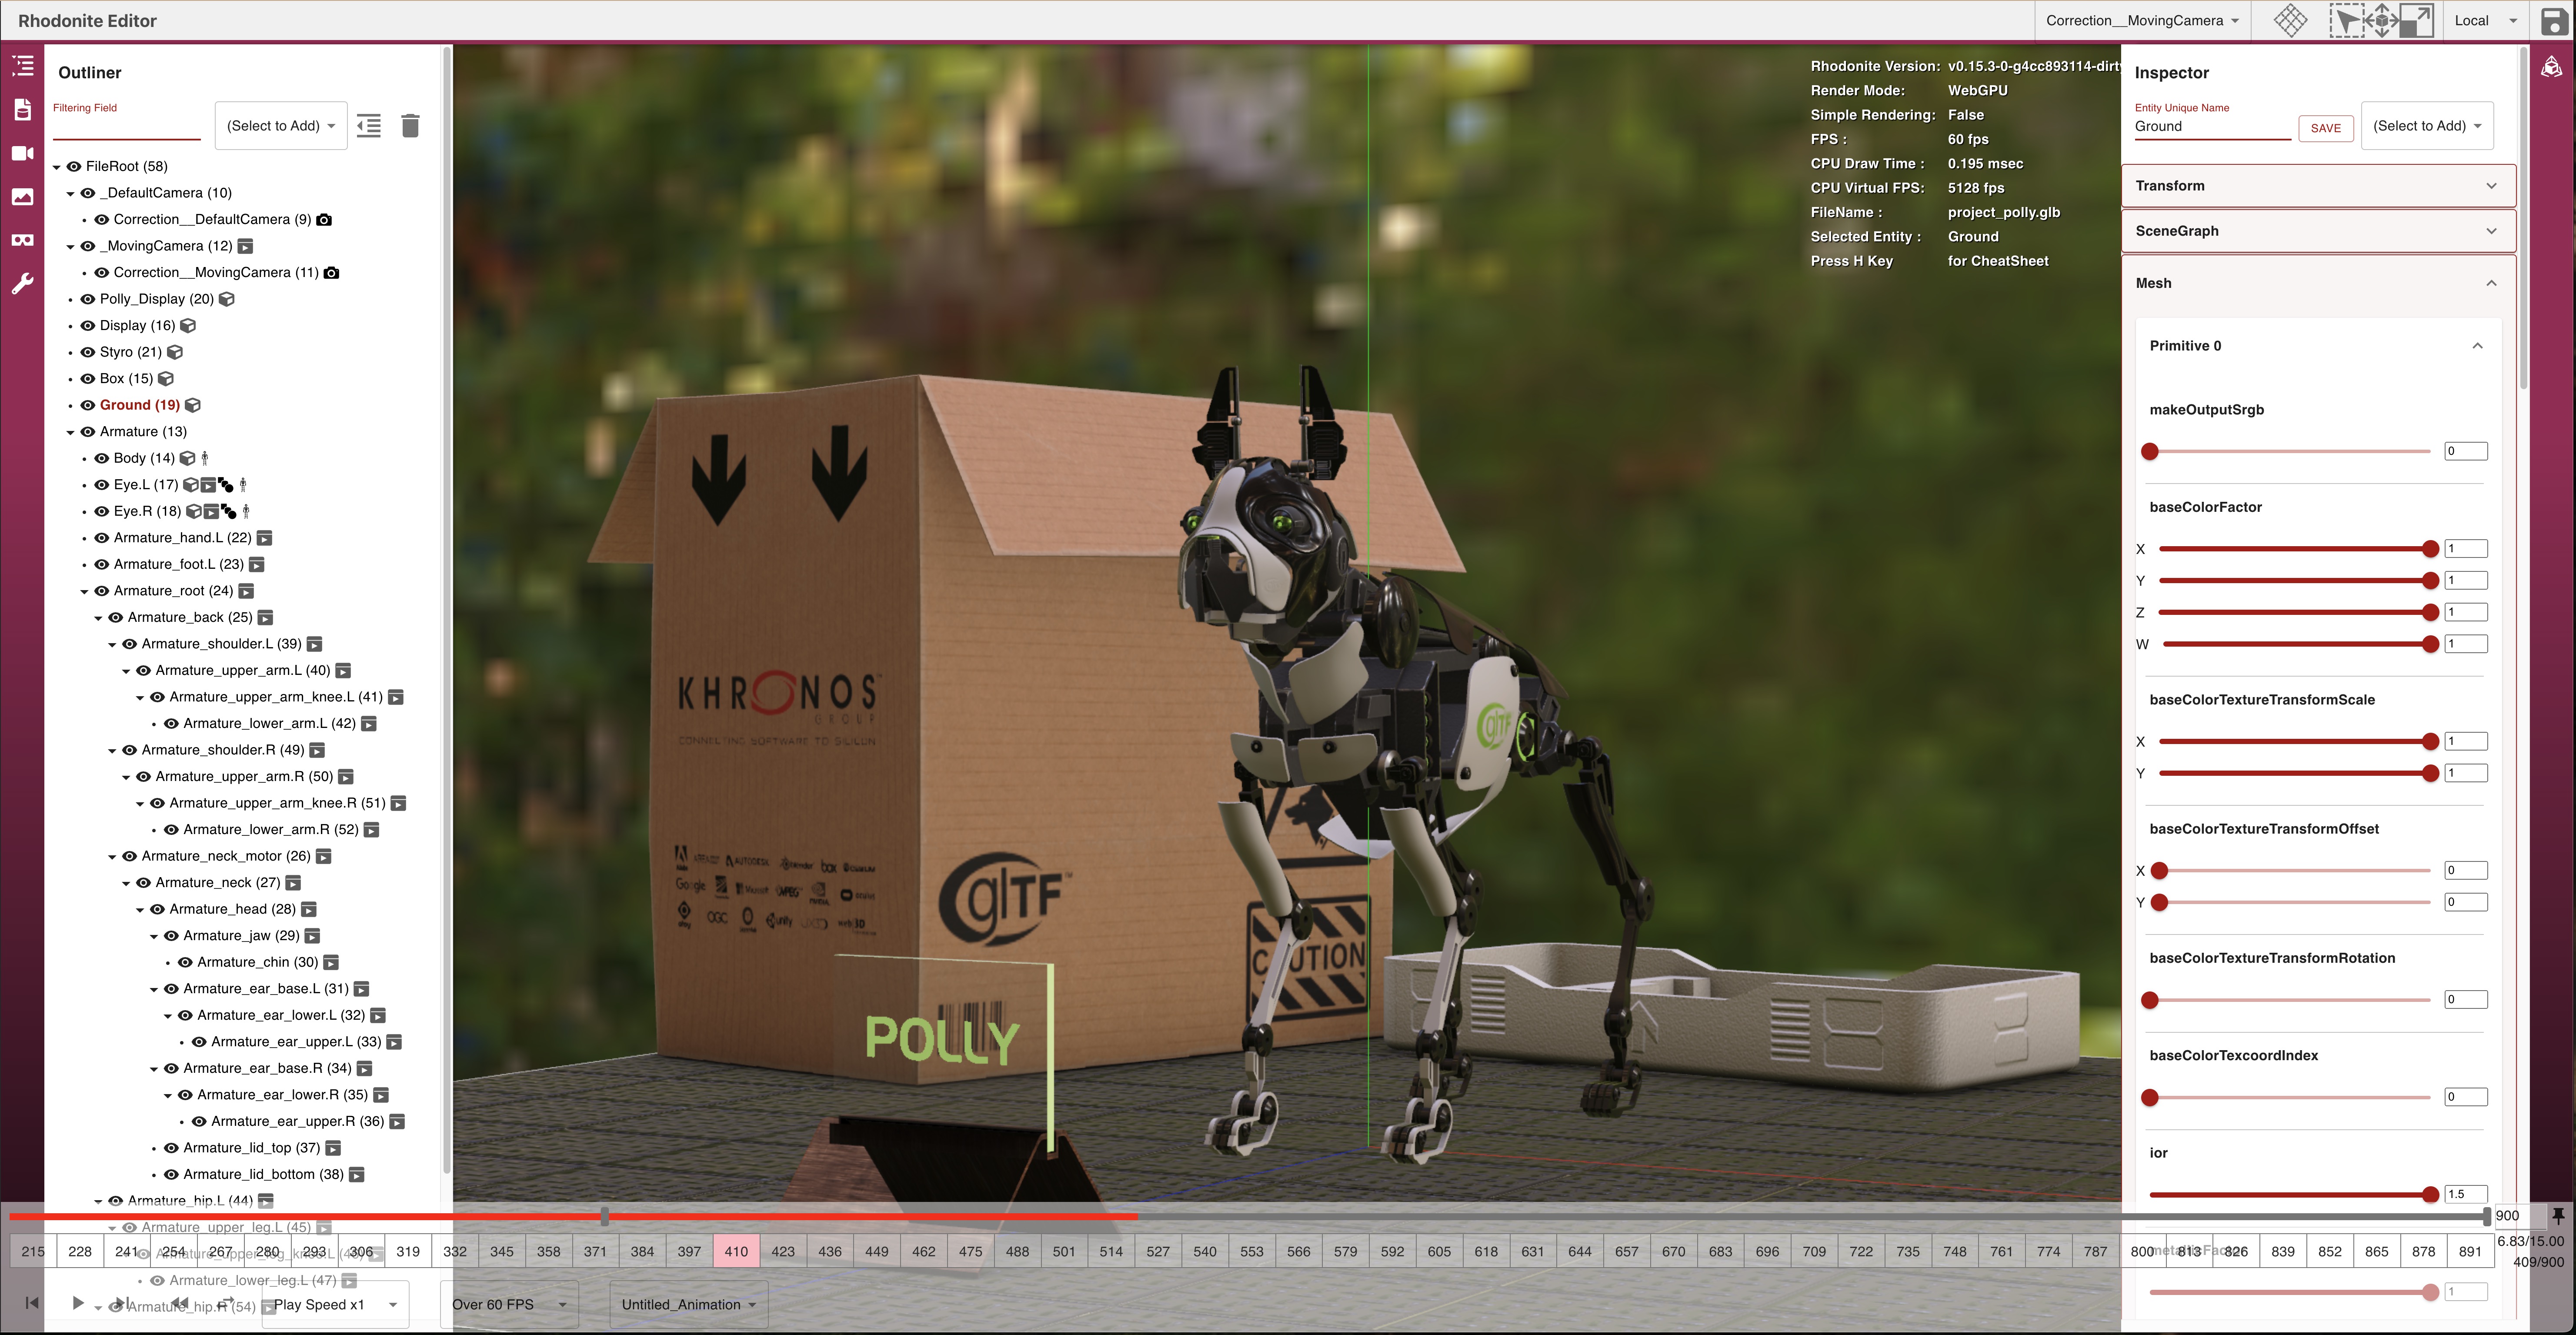 Rhodonite Editor
Correction__MovingCamera
Local
Outliner
Filtering Field
(Select to Add)
FileRoot (58)
_DefaultCamera (10)
Correction__DefaultCamera (9)
_MovingCamera (12)
Correction__MovingCamera (11)
Polly_Display (20)
Display (16)
Styro (21)
Box (15)
Ground (19)
Armature (13)
Body (14)
Eye.L (17)
Eye.R (18)
Armature_hand.L (22)
Armature_foot.L (23)
Armature_root (24)
Armature_back (25)
Armature_shoulder.L (39)
Armature_upper_arm.L (40)
Armature_upper_arm_knee.L (41)
Armature_lower_arm.L (42)
Armature_shoulder.R (49)
Armature_upper_arm.R (50)
Armature_upper_arm_knee.R (51)
Armature_lower_arm.R (52)
Armature_neck_motor (26)
Armature_neck (27)
Armature_head (28)
Armature_jaw (29)
Armature_chin (30)
Armature_ear_base.L (31)
Armature_ear_lower.L (32)
Armature_ear_upper.L (33)
Armature_ear_base.R (34)
Armature_ear_lower.R (35)
Armature_ear_upper.R (36)
Armature_lid_top (37)
Armature_lid_bottom (38)
Armature_hip.L (44)
Armature_upper_leg.L (45)
Armature_lower_leg.L (47)
Armature_hip.R (54)
Rhodonite Version: v0.15.3-0-g4cc893114-dirty
Render Mode: WebGPU
Simple Rendering: False
FPS : 60 fps
CPU Draw Time : 0.195 msec
CPU Virtual FPS: 5128 fps
FileName : project_polly.glb
Selected Entity : Ground
Press H Key for CheatSheet
KHRONOS
GROUP
CONNECTING SOFTWARE TO SILICON
AUTODESK box
Google
OGC unity web3D
glTF
glTF
CAUTION
POLLY
Inspector
Entity Unique Name
Ground
SAVE
(Select to Add)
Transform
SceneGraph
Mesh
Primitive 0
makeOutputSrgb
0
baseColorFactor
X 1
Y 1
Z 1
W 1
baseColorTextureTransformScale
X 1
Y 1
baseColorTextureTransformOffset
X 0
Y 0
baseColorTextureTransformRotation
0
baseColorTexcoordIndex
0
ior
1.5
metallicFactor
1
900
215 228 241 254 267 280 293 306 319 332 345 358 371 384 397 410 423 436 449 462 475 488 501 514 527 540 553 566 579 592 605 618 631 644 657 670 683 696 709 722 735 748 761 774 787 800 813 826 839 852 865 878 891
6.83/15.00
409/900
Play Speed x1
Over 60 FPS
Untitled_Animation